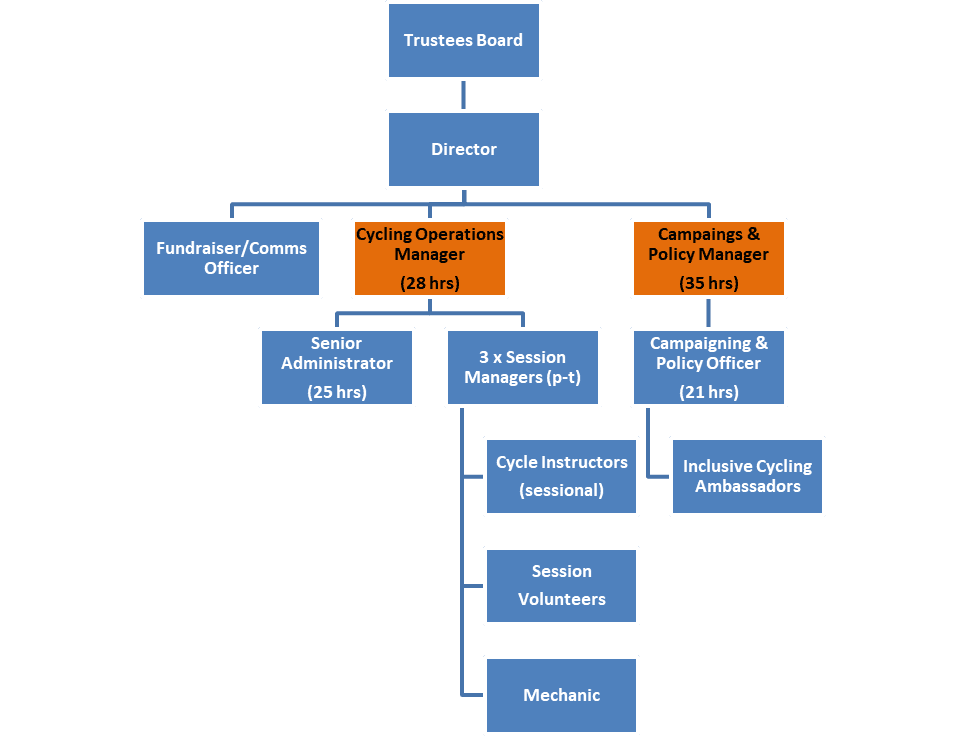 Trustees Board
Director
Fundraiser/Comms
Officer
Cycling Operations
Manager
(28 hrs)
Campaings &
Policy Manager
(35 hrs)
Senior
Administrator
(25 hrs)
3 x Session
Managers (p-t)
Campaigning &
Policy Officer
(21 hrs)
Cycle Instructors
(sessional)
Inclusive Cycling
Ambassadors
Session
Volunteers
Mechanic